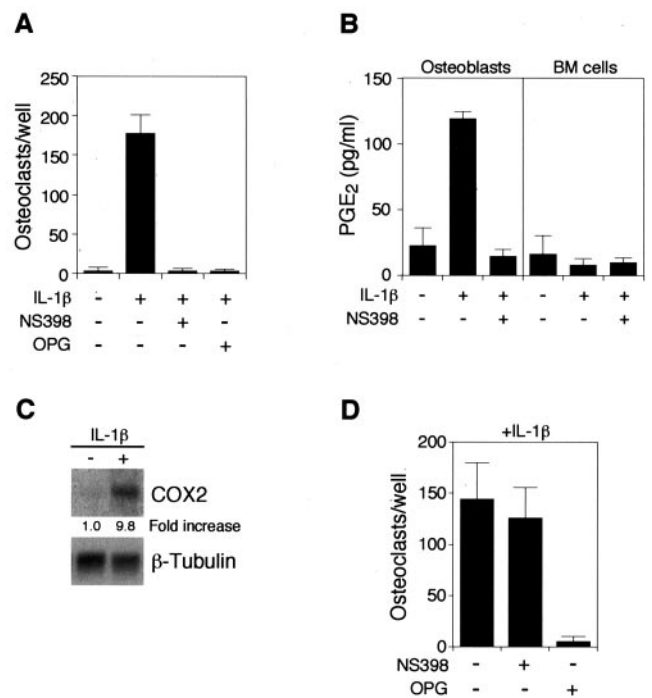 A
Osteoclasts/well
250
200
150
100
50
0
IL-1β - + + +
NS398 - - + -
OPG - - - +
B
Osteoblasts BM cells
PGE2 (pg/ml)
150
100
50
0
IL-1β - + + - + +
NS398 - - + - - +
C
IL-1β
- +
COX2
1.0 9.8 Fold increase
β-Tubulin
D
+IL-1β
Osteoclasts/well
200
150
100
50
0
NS398 - + -
OPG - - +